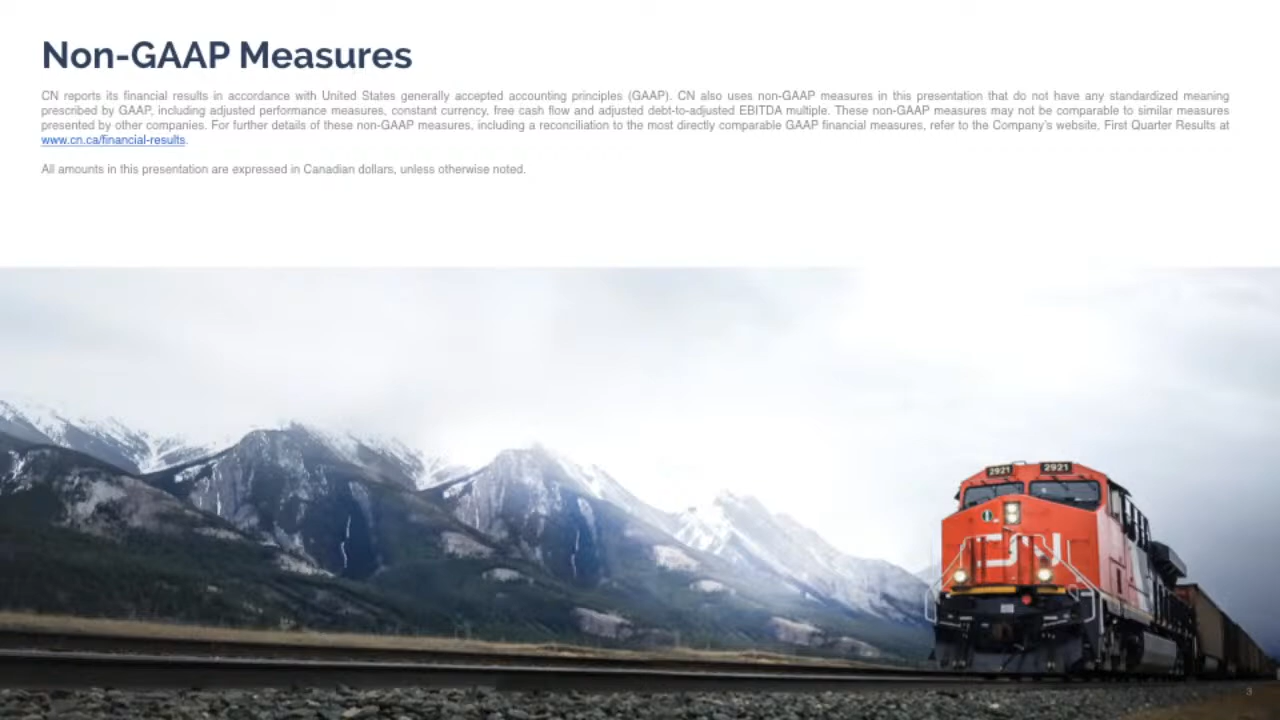 Non-GAAP Measures
CN reports its financial results in accordance with United States generally accepted accounting principles (GAAP). CN also uses non-GAAP measures in this presentation that do not have any standardized meaning
prescribed by GAAP, including adjusted performance measures, constant currency, free cash flow and adjusted debt-to-adjusted EBITDA multiple. These non-GAAP measures may not be comparable to similar measures
presented by other companies. For further details of these non-GAAP measures, including a reconciliation to the most directly comparable GAAP financial measures, refer to the Company's website, First Quarter Results at
www.cn.ca/financial-results.
All amounts in this presentation are expressed in Canadian dollars, unless otherwise noted.
2921 2921
CN
3